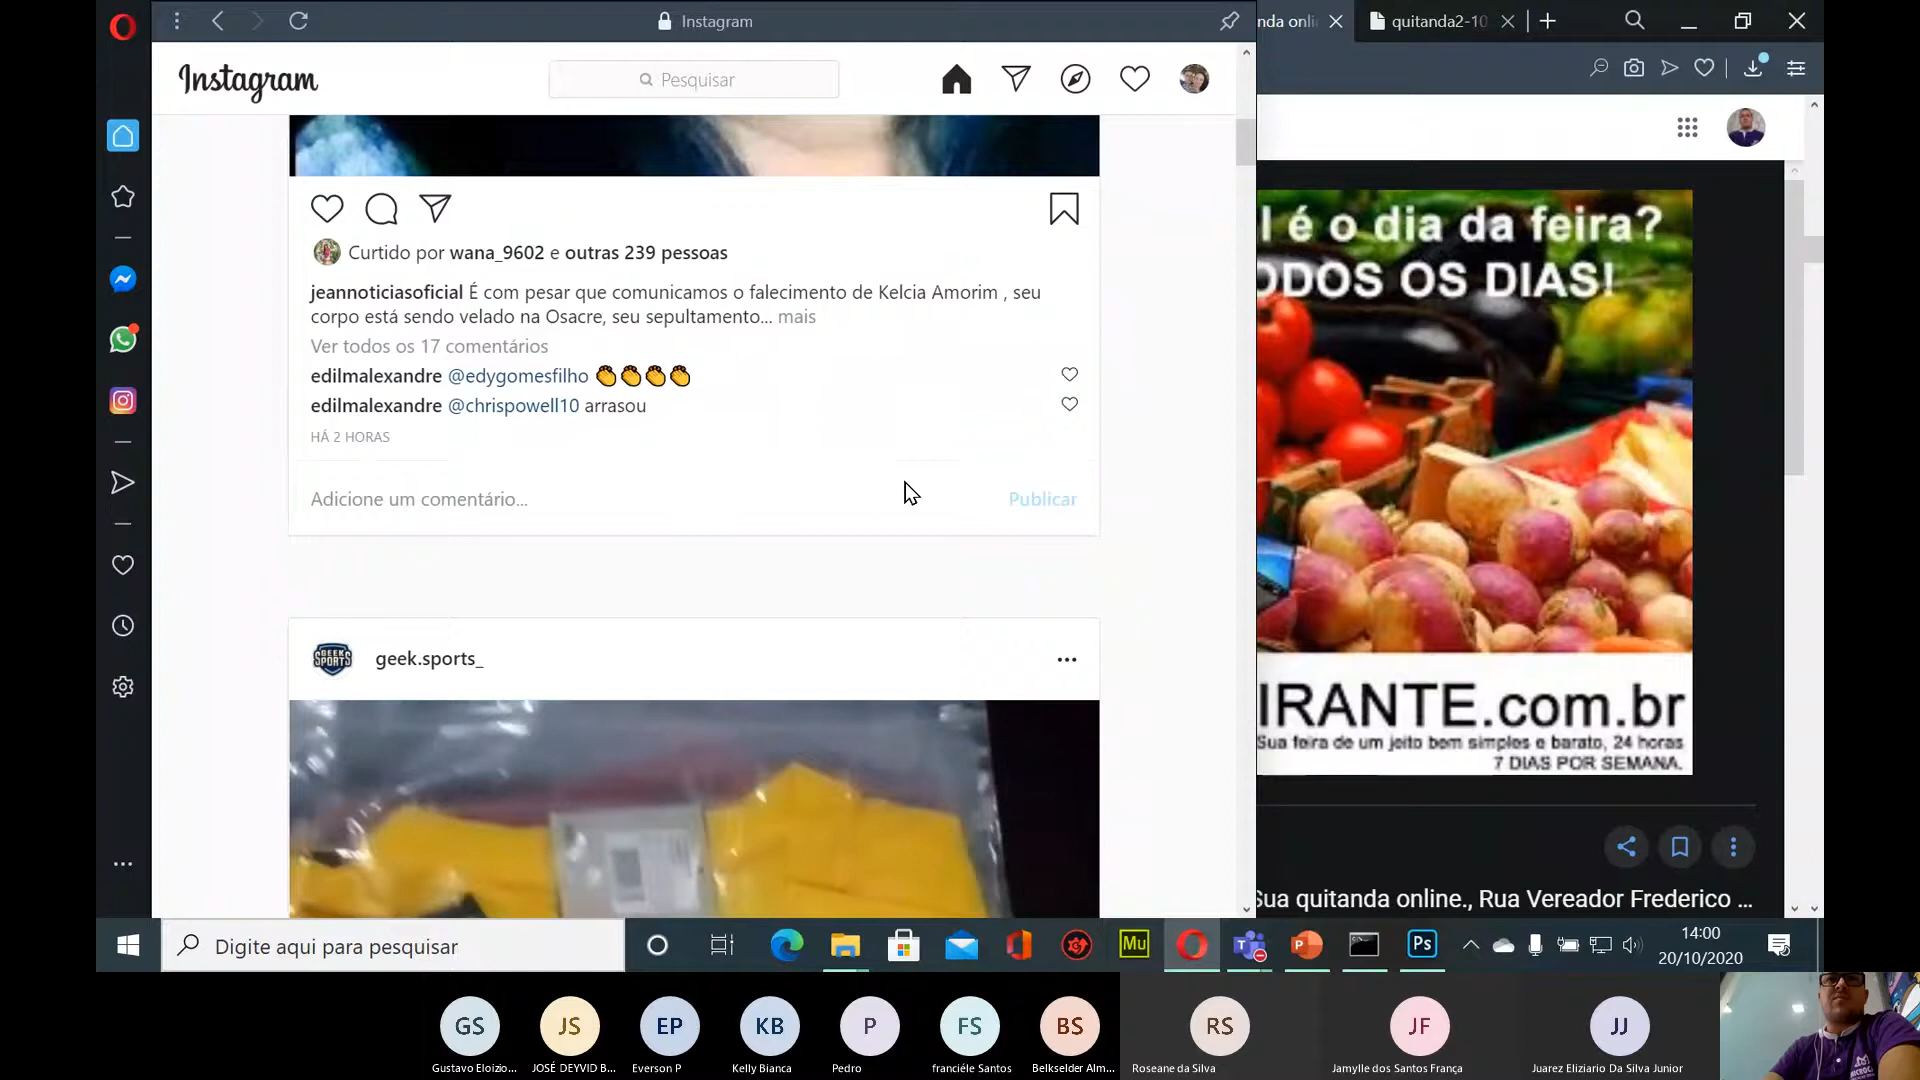 Instagram
nda onli
quitanda2-10
Instagram
Pesquisar
Curtido por wana_9602 e outras 239 pessoas
jeannoticiasoficial É com pesar que comunicamos o falecimento de Kelcia Amorim , seu
corpo está sendo velado na Osacre, seu sepultamento... mais
Ver todos os 17 comentários
edilmalexandre @edygomesfilho 👏👏👏👏
edilmalexandre @chrispowell10 arrasou
HÁ 2 HORAS
Adicione um comentário...
Publicar
GEEK
SPORTS
geek.sports_
l é o dia da feira?
ODOS OS DIAS!
IRANTE.com.br
Sua feira de um jeito bem simples e barato, 24 horas
7 DIAS POR SEMANA.
Sua quitanda online., Rua Vereador Frederico ...
Digite aqui para pesquisar
Mu
Ps
14:00
20/10/2020
GS
JS
EP
KB
P
FS
BS
RS
JF
JJ
Gustavo Eloizio...
JOSÉ DEYVID B...
Everson P
Kelly Bianca
Pedro
franciéle Santos
Belkselder Alm...
Roseane da Silva
Jamylle dos Santos França
Juarez Eliziario Da Silva Junior